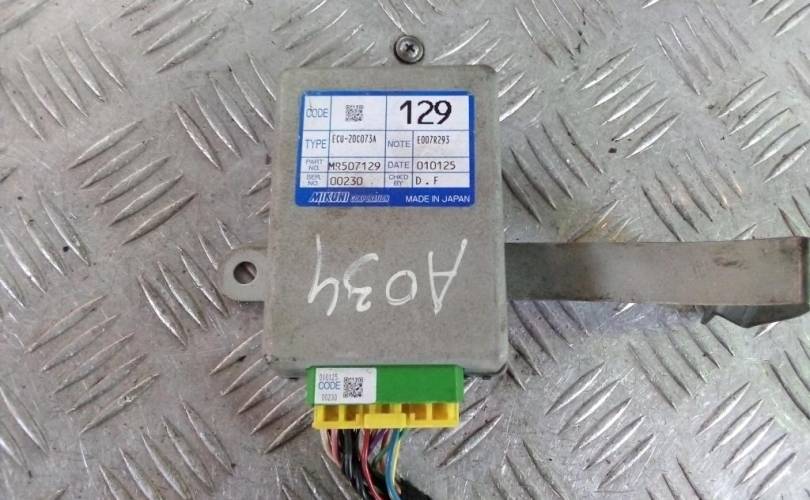 CODE 129
TYPE ECU-20C073A NOTE E007R293
PART NO. MR507129 DATE 010125
SER. NO. 00230 CHKD BY D.F
MIKUNI CORPORATION MADE IN JAPAN
A034
010125
CODE
00230